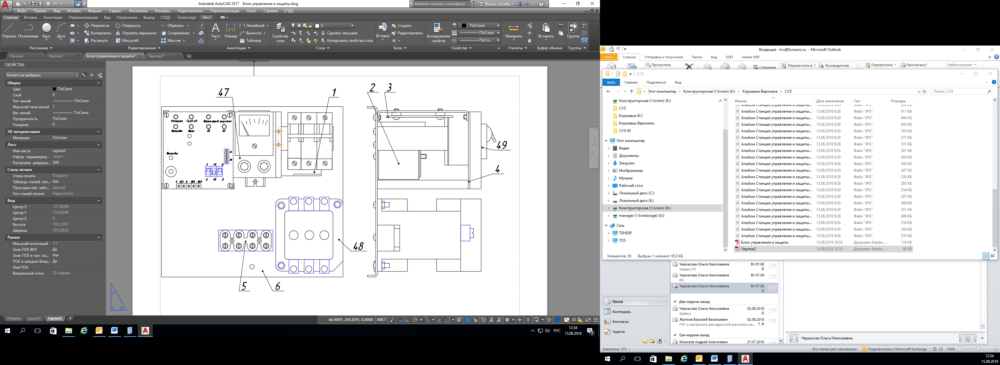 Autodesk AutoCAD 2017 Блок управления и защиты.dwg
Введите ключевое слово/фразу
Вход в службы
Файл Правка Вид Вставка Формат Сервис Рисование Размеры Редактировать Параметризация Окно Справка СПДС
Главная Вставка Аннотации Параметризация Вид Управление Вывод СПДС Техэксперт Лист
Отрезок Полилиния Круг Дуга
Перенести Повернуть Обрезать
Копировать Отразить зеркально Сопряжение
Растянуть Масштаб Массив
Текст Размер
Линейный
Выноска
Таблица
Свойства слоя
0
Сделать текущим
Копировать свойства слоя
Вставка
Создать
Редактировать
Копирование свойств
ПоСлою
ПоСлою
ПоСл...
Измерить
Вставить
Группа
Рисование Редактирование Аннотации Слои Блок Свойства Утилиты Буфер обмена Группы
Начало Чертеж1 Блок управления и защиты* Чертеж2*
СВОЙСТВА
Ничего не выбрано
Общие
Цвет ПоСлою
Слой 0
Тип линий ПоСлою
Масштаб типа линий 1
Вес линий ПоСлою
Прозрачность ПоСлою
Толщина 0
3D-визуализация
Материал ПоСлою
Лист
Имя листа Layout2
Набор параметров... <Нет>
Растровое разреше... 300
Стиль печати
Стиль печати ПоЦвету
Таблица стилей печ... Нет
Пространство табл... Layout2
Тип стилей печати Недоступно
Вид
Центр X 137.8209
Центр Y 114.8204
Центр Z 0
Высота 182.2207
Ширина 353.2622
Разное
Масштаб аннотаций 1:1
Знак ПСК ВКЛ Да
Знак ПСК в нач. ко... Нет
ПСК в каждом Вэкр... Да
Имя ПСК
Визуальный стиль 2D-каркас
47
1
2
3
49
4
48
5
6
Y
X
Модель Layout1 Layout2
66.9897, 205.8191, 0.0000 ЛИСТ
РУС
12:34
15.08.2018
3
Входящие - kvs@livnasos.ru - Microsoft Outlook
Файл Главная Отправка и получение Папка Вид ESET Adobe PDF
Пропустить
Собрание
Переместить в: ?
Руководителю
Переместить
Прочитано?
Найти контакт
СУЗ
Файл Главная Поделиться Вид
Этот компьютер Конструкторская (\\lvnim) (K:) Коржавых Вероника СУЗ
Поиск: СУЗ
Конструкторская (\\lvnim) (K:)
СУЗ
Коржавых В.С
Коржавых Вероника
СУЗ 40
Этот компьютер
Видео
Документы
Загрузки
Изображения
Музыка
Рабочий стол
Локальный диск (C:)
Локальный диск (E:)
Конструкторская (\\lvnim) (K:)
manager (\\lvnstorage) (U:)
Сеть
TEHDIR
TO5
Имени Дата изменения Тип Размера
Альбом Станция управления и защиты... 13.08.2018 9:28 Файл "JPG" 664 КБ
Альбом Станция управления и защиты... 13.08.2018 9:28 Файл "JPG" 611 КБ
Альбом Станция управления и защиты... 13.08.2018 9:28 Файл "JPG" 644 КБ
Альбом Станция управления и защиты... 13.08.2018 9:28 Файл "JPG" 645 КБ
Альбом Станция управления и защиты... 13.08.2018 9:28 Файл "JPG" 355 КБ
Альбом Станция управления и защиты... 13.08.2018 9:28 Файл "JPG" 371 КБ
Альбом Станция управления и защиты... 13.08.2018 9:28 Файл "JPG" 372 КБ
Альбом Станция управления и защиты... 13.08.2018 9:28 Файл "JPG" 381 КБ
Альбом Станция управления и защиты... 13.08.2018 9:28 Файл "JPG" 428 КБ
Альбом Станция управления и защиты... 13.08.2018 9:28 Файл "JPG" 430 КБ
Альбом Станция управления и защиты... 13.08.2018 9:28 Файл "JPG" 247 КБ
Альбом Станция управления и защиты... 13.08.2018 9:28 Файл "JPG" 230 КБ
Альбом Станция управления и защиты... 13.08.2018 9:28 Файл "JPG" 283 КБ
Альбом Станция управления и защиты... 13.08.2018 9:28 Файл "JPG" 254 КБ
Альбом Станция управления и защиты... 13.08.2018 9:28 Файл "JPG" 297 КБ
Альбом Станция управления и защиты... 13.08.2018 9:28 Файл "JPG" 409 КБ
Альбом Станция управления и защиты... 13.08.2018 9:28 Файл "JPG" 351 КБ
Альбом Станция управления и защиты... 13.08.2018 9:28 Файл "JPG" 499 КБ
Альбом Станция управления и защиты... 13.08.2018 9:28 Файл "JPG" 238 КБ
Альбом Станция управления и защиты... 13.08.2018 9:28 Файл "JPG" 244 КБ
Альбом Станция управления и защиты... 13.08.2018 9:28 Файл "JPG" 270 КБ
Блок управления и защиты 15.08.2018 10:55 Документ Adobe ... 116 КБ
Чертеж2 15.08.2018 12:20 Документ Adobe ... 96 КБ
Элементов: 56 Выбран 1 элемент: 95,0 КБ
Черкасова Ольга Николаевна Вт 07.08
Заявка ЗЧ
Черкасова Ольга Николаевна Вт 07.08
RE:
Черкасова Ольга Николаевна Вт 07.08
Две недели назад
Черкасова Ольга Николаевна 03.08.2018
Заявки
Жуплов Василий Васильевич 02.08.2018
FW: о материале для адресной рассылки ин...
Три недели назад
Моисеев Андрей Алексеевич 27.07.2018
Почта
Календарь
Контакты
Задачи
Черкасова Ольга Николаевна
Элементы: 375
Все папки уже обновлены. Подключение к Microsoft Exchange 100%
12:34
15.08.2018